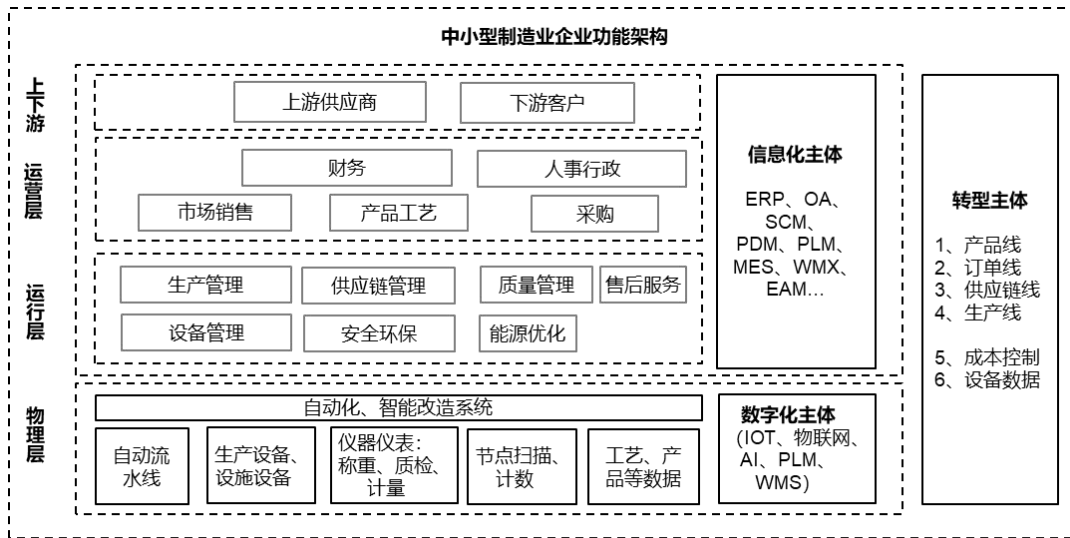 中小型制造业企业功能架构
上下游
上游供应商
下游客户
运营层
财务
人事行政
市场销售
产品工艺
采购
运行层
生产管理
供应链管理
质量管理
售后服务
设备管理
安全环保
能源优化
信息化主体
ERP、OA、
SCM、
PDM、PLM、
MES、WMX、
EAM…
物理层
自动化、智能改造系统
自动流
水线
生产设备、
设施设备
仪器仪表：
称重、质检、
计量
节点扫描、
计数
工艺、产
品等数据
数字化主体
(IOT、物联网、
AI、PLM、
WMS)
转型主体
1、产品线
2、订单线
3、供应链线
4、生产线
5、成本控制
6、设备数据